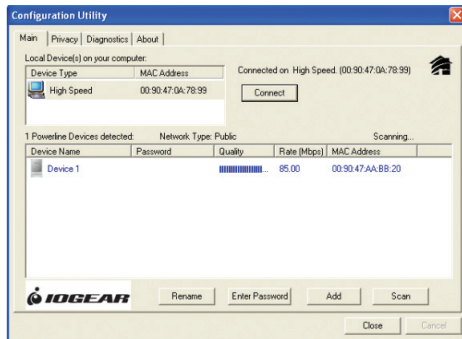 Configuration Utility
Main Privacy Diagnostics About
Local Device(s) on your computer:
Device Type MAC Address
High Speed 00:90:47:0A:78:99
Connected on High Speed. (00:90:47:0A:78:99)
Connect
1 Powerline Devices detected: Network Type: Public Scanning...
Device Name Password Quality Rate (Mbps) MAC Address
Device 1 85.00 00:90:47:AA:BB:20
IOGEAR
Rename Enter Password Add Scan
Close Cancel